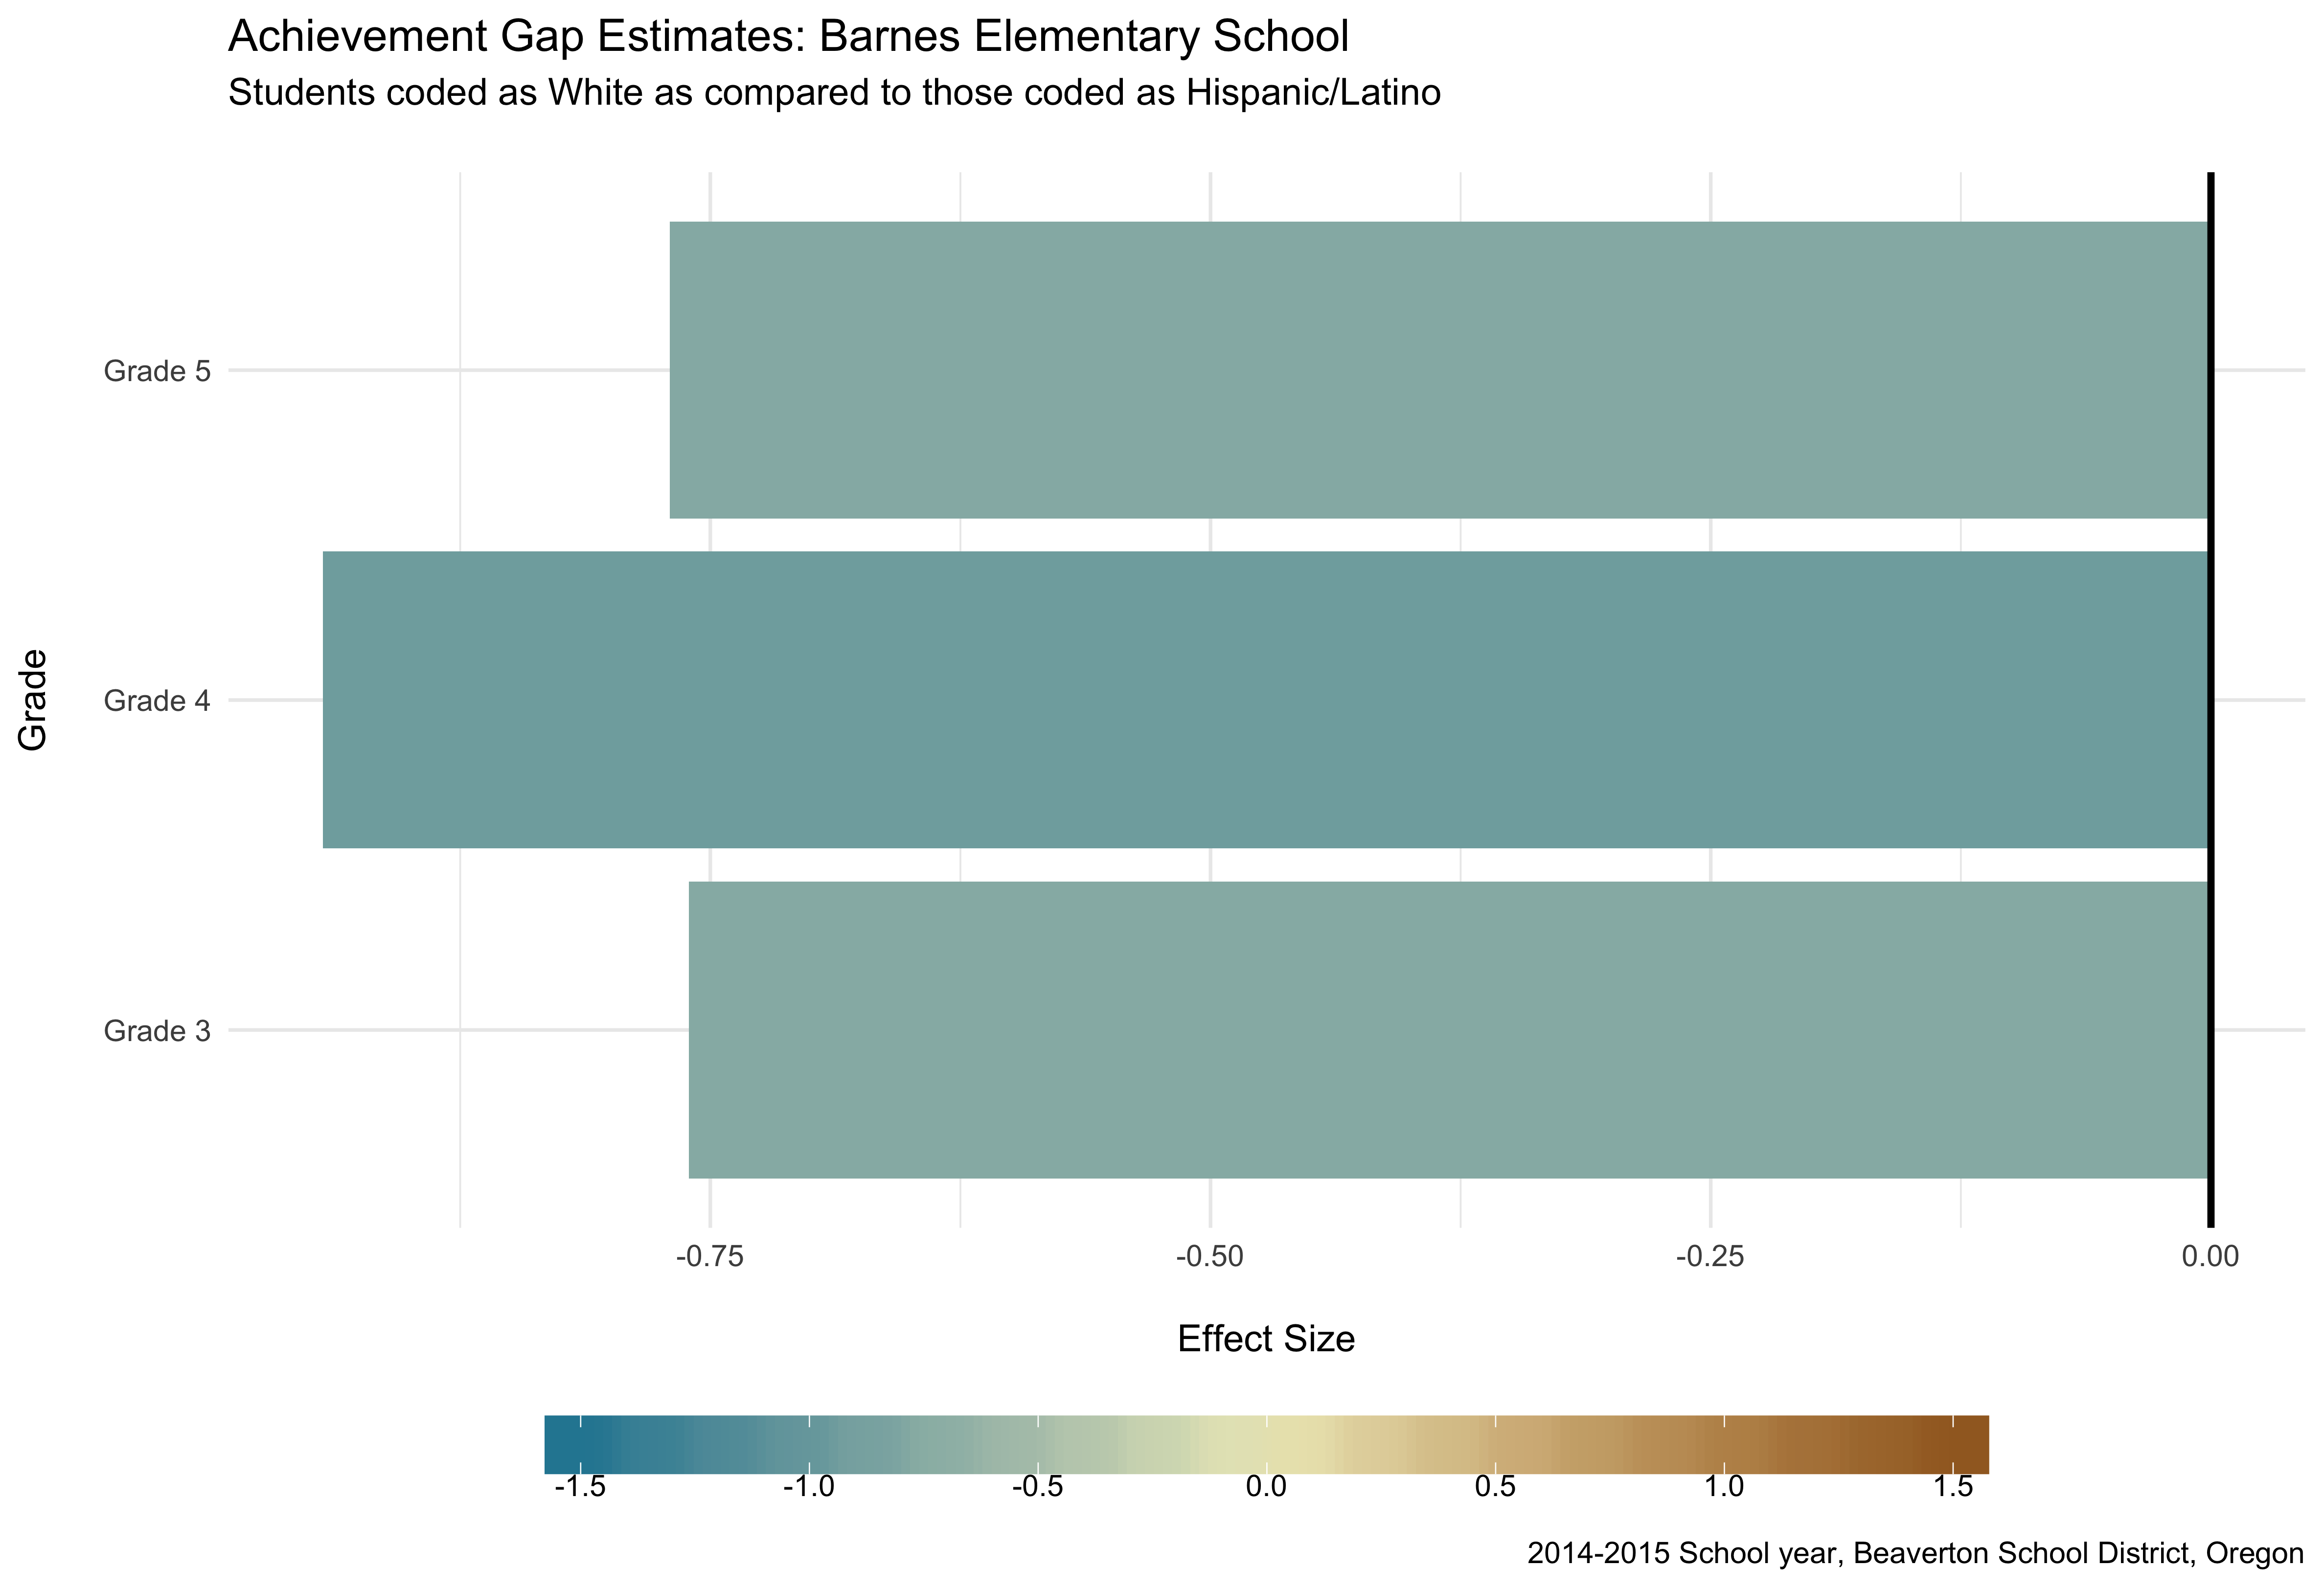 Achievement Gap Estimates: Barnes Elementary School
Students coded as White as compared to those coded as Hispanic/Latino
Grade
Grade 5
Grade 4
Grade 3
-0.75 -0.50 -0.25 0.00
Effect Size
-1.5 -1.0 -0.5 0.0 0.5 1.0 1.5
2014-2015 School year, Beaverton School District, Oregon